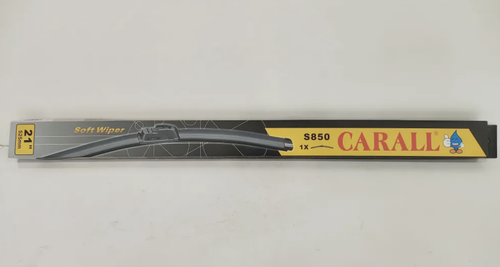 21"
Soft Wiper
S850
1X
CARALL